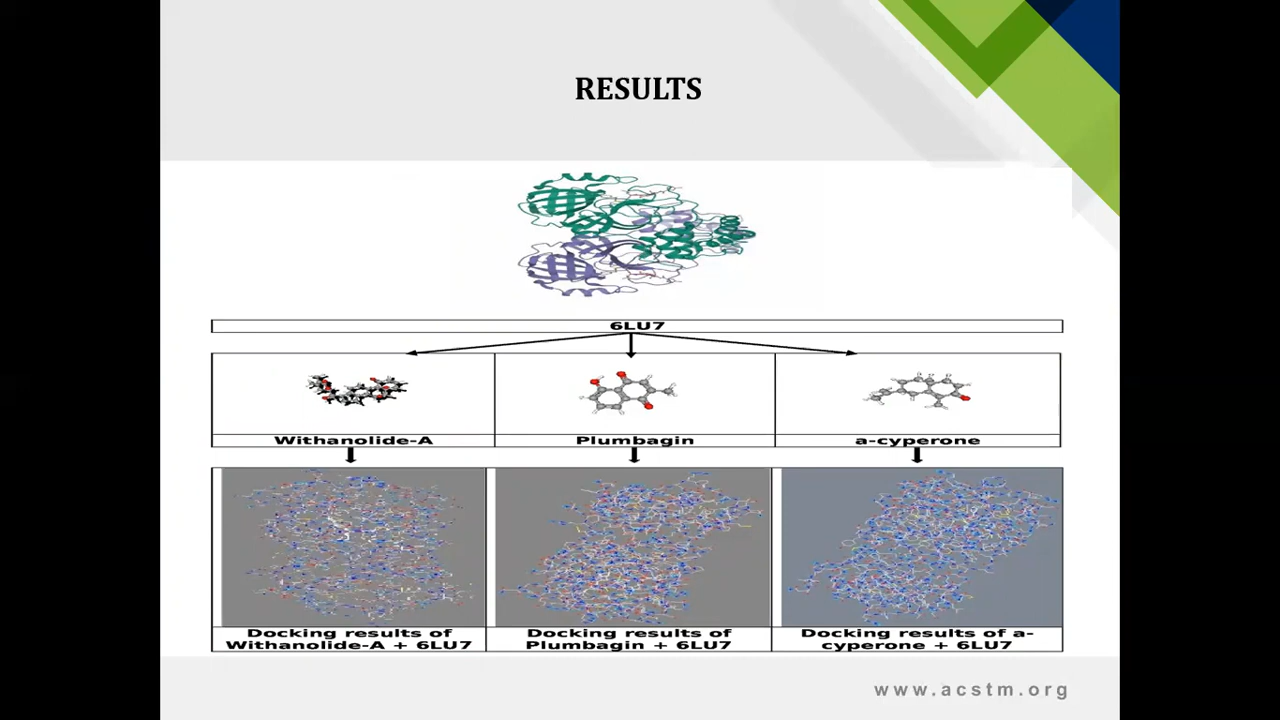 RESULTS
6LU7
Withanolide-A
Plumbagin
a-cyperone
Docking results of
Withanolide-A + 6LU7
Docking results of
Plumbagin + 6LU7
Docking results of a-
cyperone + 6LU7
www.acstm.org